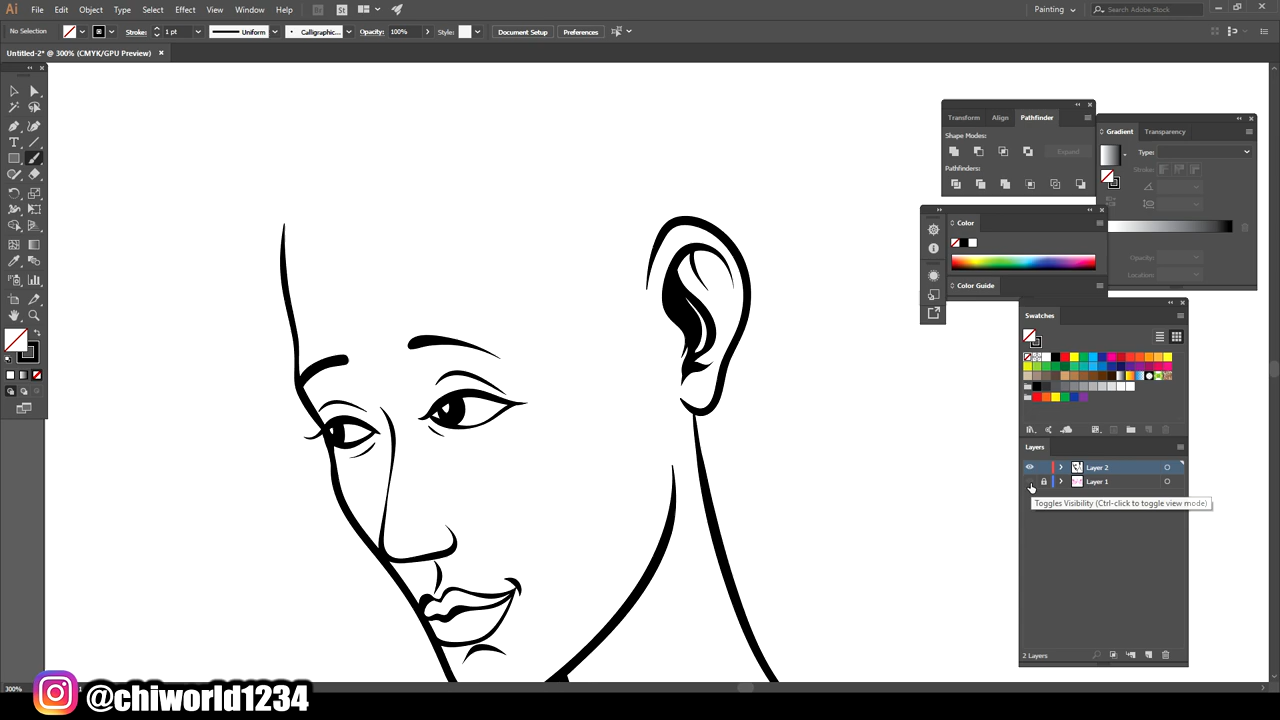 Ai File Edit Object Type Select Effect View Window Help Br St Painting Search Adobe Stock
No Selection Stroke: 1 pt Uniform Calligraphic... Opacity: 100% Style: Document Setup Preferences
Untitled-2* @ 300% (CMYK/GPU Preview)
Transform Align Pathfinder
Shape Modes:
Expand
Pathfinders:
Gradient Transparency
Type:
Stroke:
Opacity:
Location:
Color
Color Guide
Swatches
Layers
Layer 2
Layer 1
Toggles Visibility (Ctrl-click to toggle view mode)
2 Layers
300%
@chiworld1234